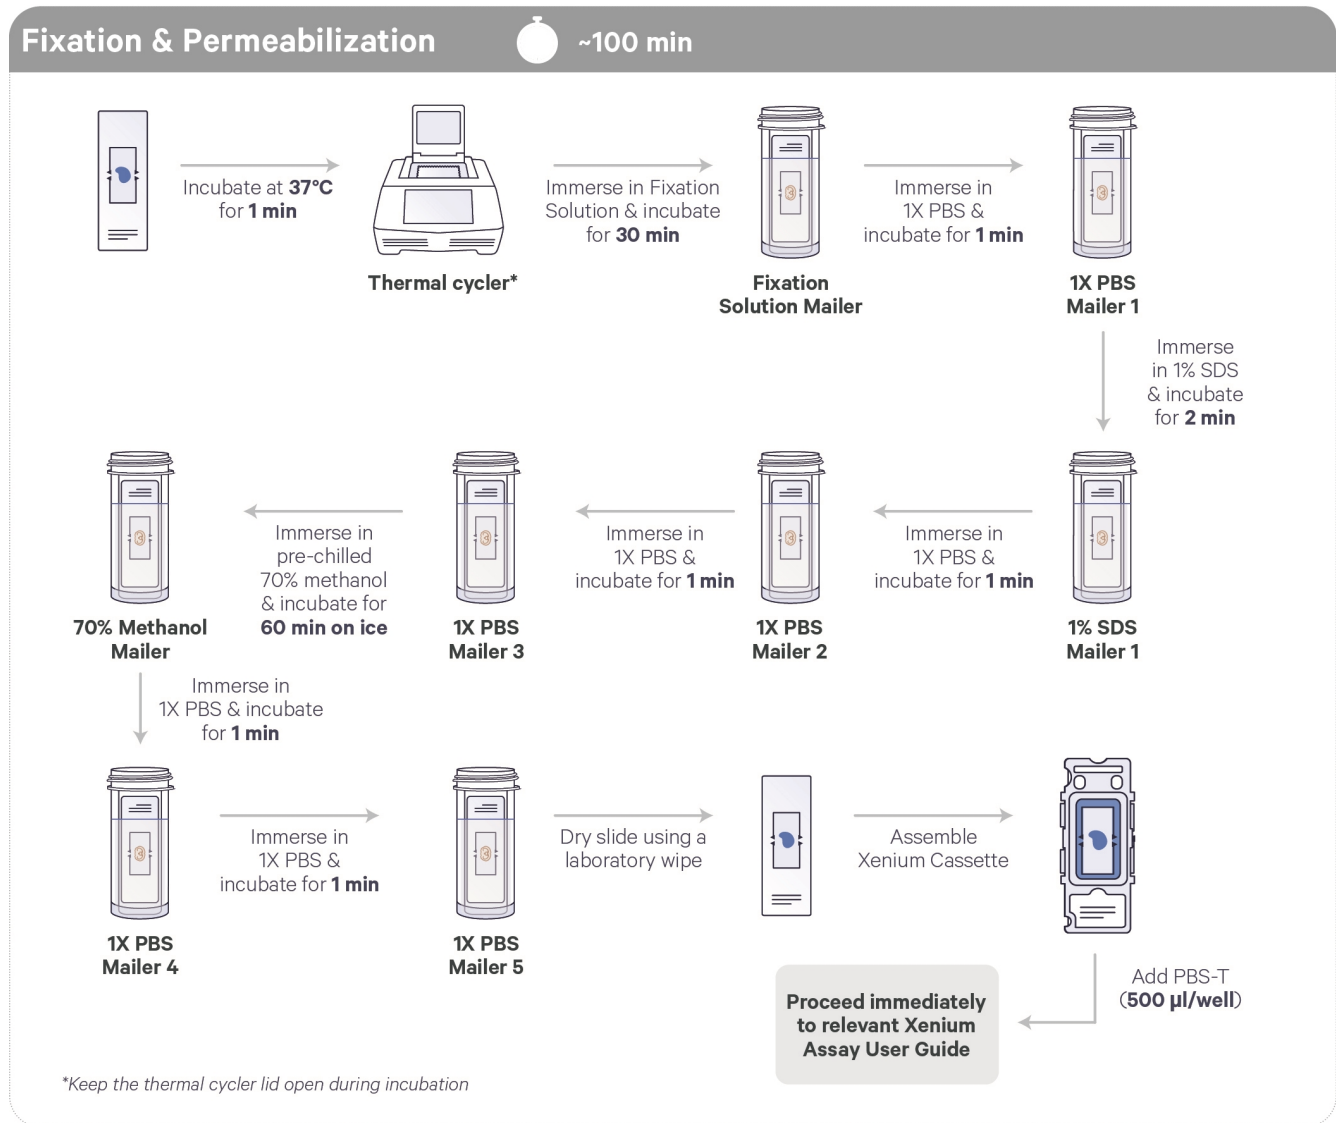 Fixation & Permeabilization
~100 min
Incubate at 37°C
for 1 min
Thermal cycler*
Immerse in Fixation
Solution & incubate
for 30 min
Fixation
Solution Mailer
Immerse in
1X PBS &
incubate for 1 min
1X PBS
Mailer 1
Immerse
in 1% SDS
& incubate
for 2 min
1% SDS
Mailer 1
Immerse in
1X PBS &
incubate for 1 min
1X PBS
Mailer 2
Immerse in
1X PBS &
incubate for 1 min
1X PBS
Mailer 3
Immerse in
pre-chilled
70% methanol
& incubate for
60 min on ice
70% Methanol
Mailer
Immerse in
1X PBS & incubate
for 1 min
1X PBS
Mailer 4
Immerse in
1X PBS &
incubate for 1 min
1X PBS
Mailer 5
Dry slide using a
laboratory wipe
Assemble
Xenium Cassette
Add PBS-T
(500 µl/well)
Proceed immediately
to relevant Xenium
Assay User Guide
*Keep the thermal cycler lid open during incubation